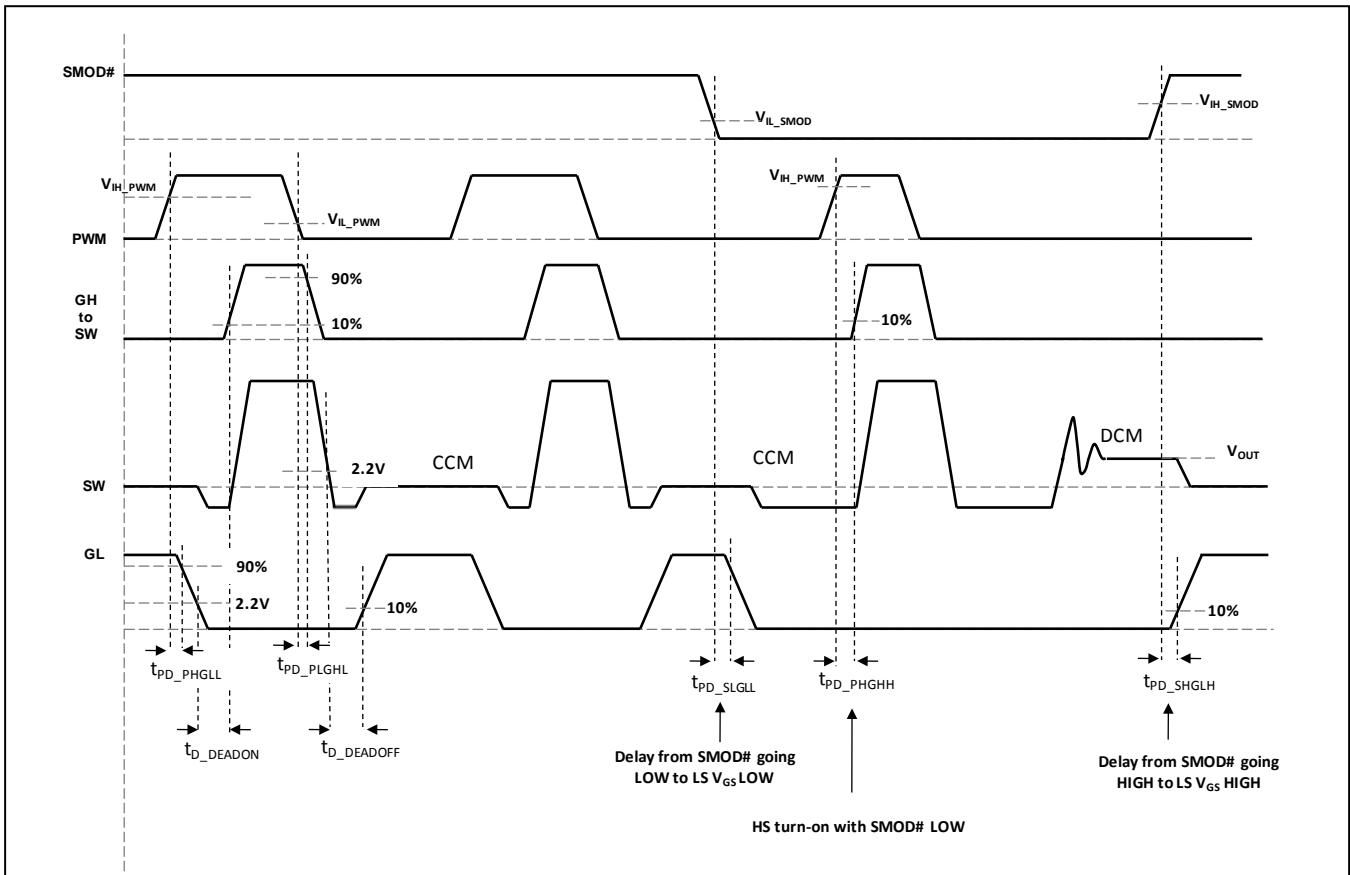 SMOD#
V_IL_SMOD
V_IH_SMOD
V_IH_PWM
V_IL_PWM
V_IH_PWM
PWM
GH
to
SW
90%
10%
10%
SW
2.2V
CCM
CCM
DCM
V_OUT
GL
90%
2.2V
10%
10%
t_PD_PHGLL
t_PD_PLGHL
t_PD_SLGLL
t_PD_PHGHH
t_PD_SHGLH
t_D_DEADON
t_D_DEADOFF
Delay from SMOD# going
LOW to LS V_GS LOW
Delay from SMOD# going
HIGH to LS V_GS HIGH
HS turn-on with SMOD# LOW